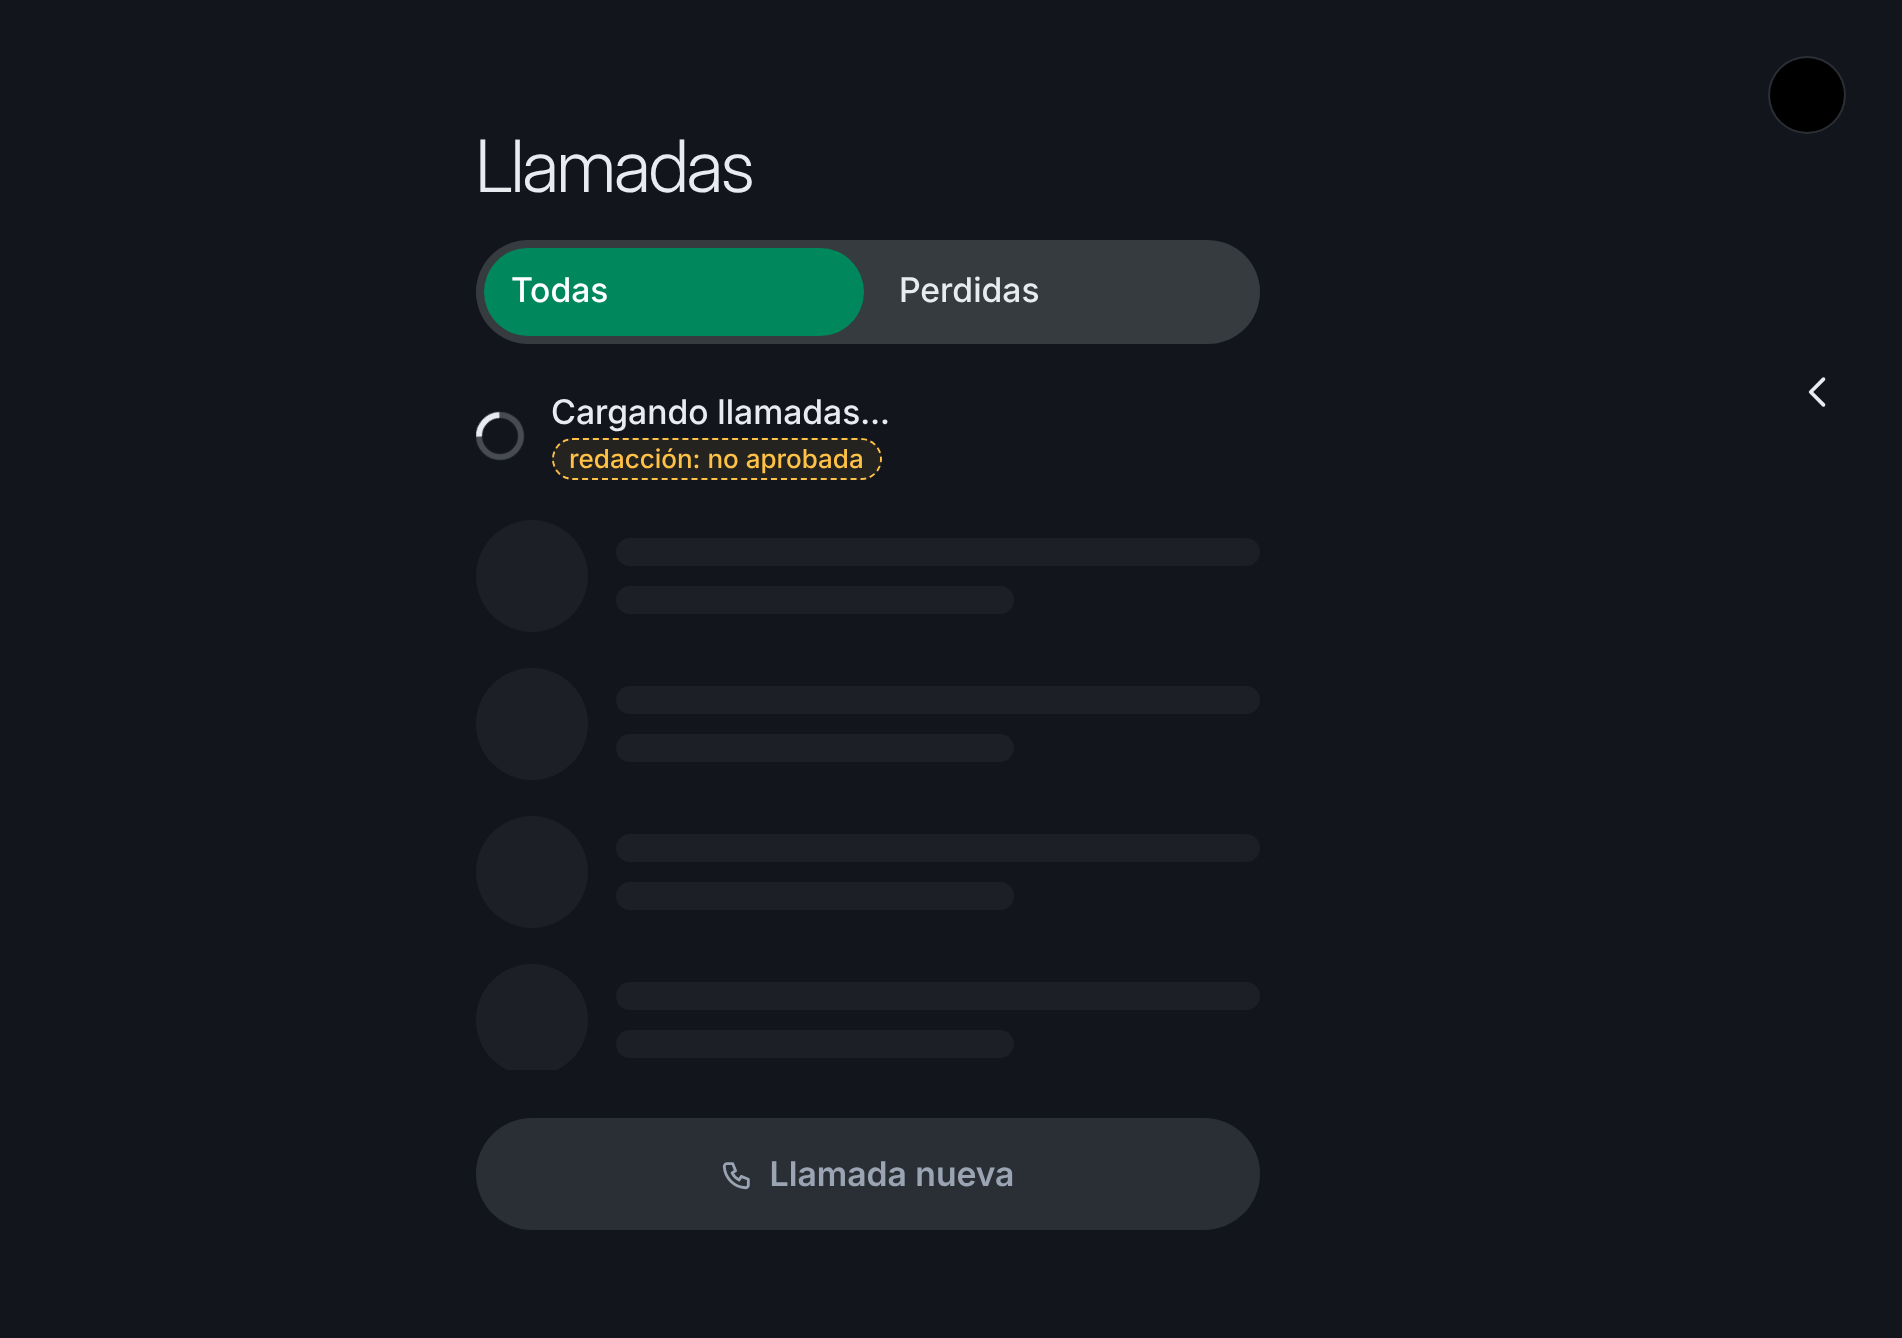 Llamadas
Todas
Perdidas
Cargando llamadas...
redacción: no aprobada
Llamada nueva